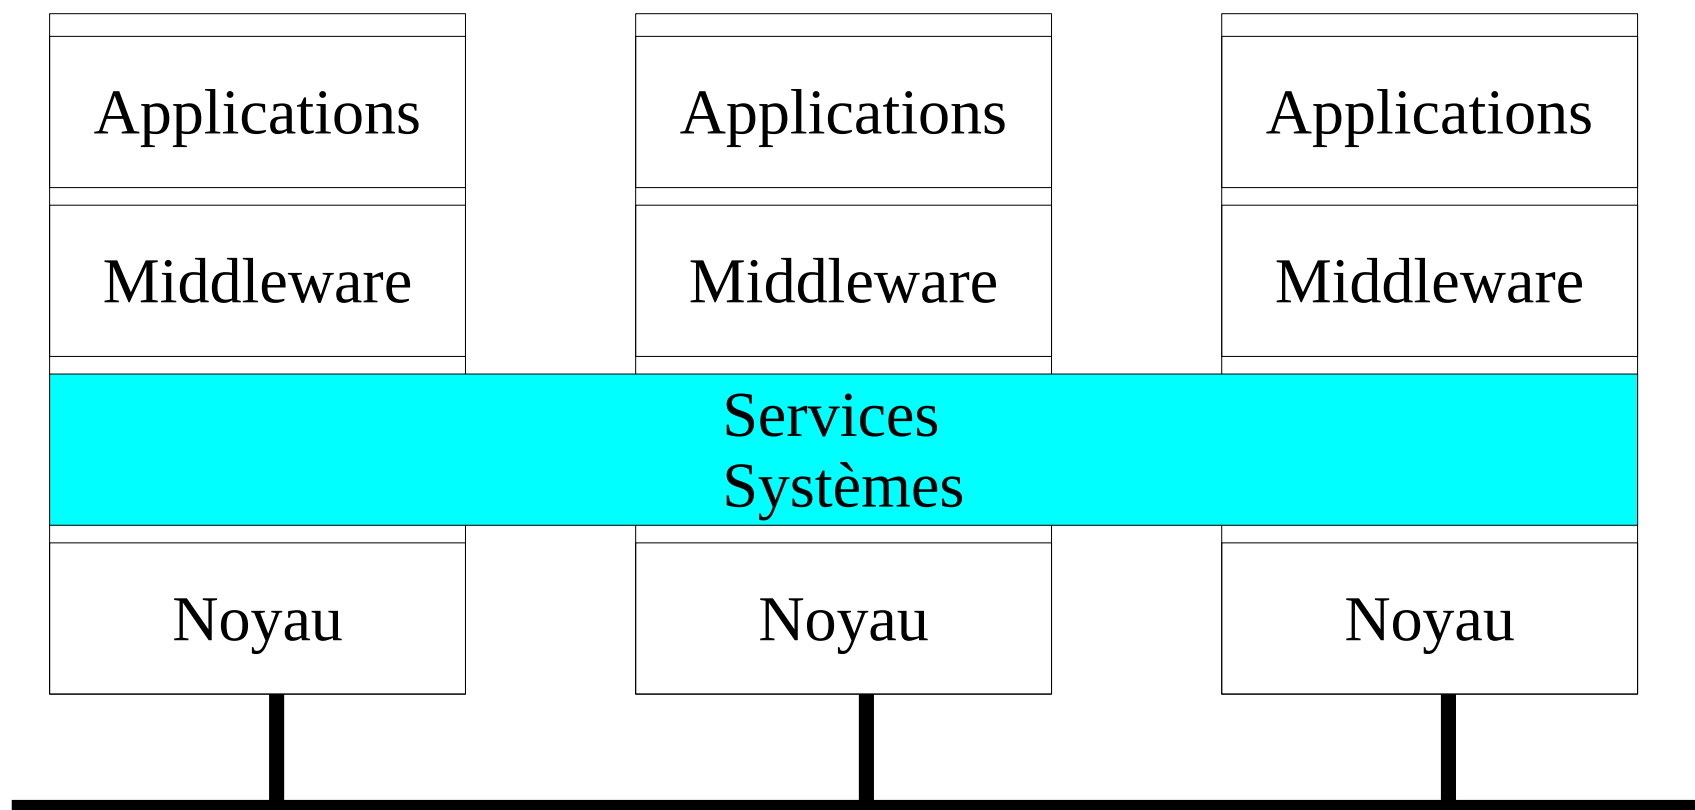 Applications
Applications
Applications
Middleware
Middleware
Middleware
Services
Systèmes
Noyau
Noyau
Noyau